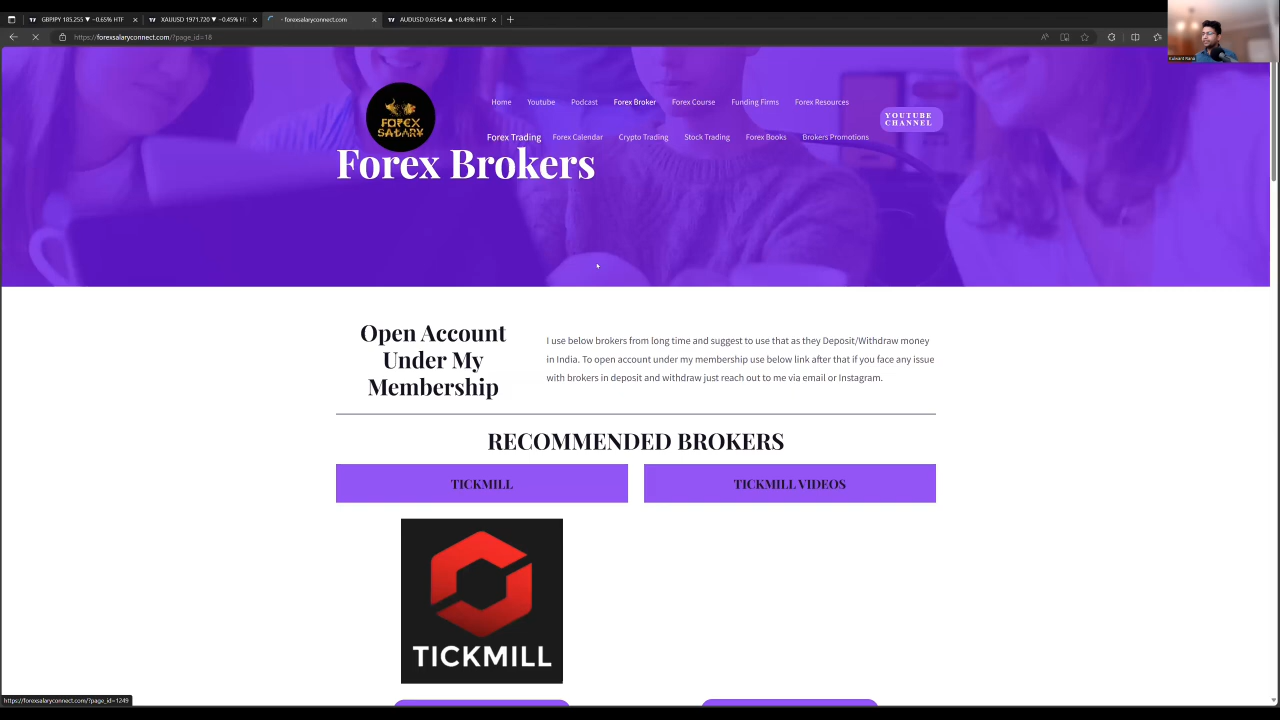 GBPJPY 185.255 ▼ −0.65% HTF
XAUUSD 1971.720 ▼ −0.45% HT
forexsalaryconnect.com
AUDUSD 0.65454 ▲ +0.49% HTF
https://forexsalaryconnect.com/?page_id=18
Kulwant Rana
FOREX
SALARY
Home Youtube Podcast Forex Broker Forex Course Funding Firms Forex Resources
Forex Trading Forex Calendar Crypto Trading Stock Trading Forex Books Brokers Promotions
YOUTUBE
CHANNEL
Forex Brokers
Open Account
Under My
Membership
I use below brokers from long time and suggest to use that as they Deposit/Withdraw money
in India. To open account under my membership use below link after that if you face any issue
with brokers in deposit and withdraw just reach out to me via email or Instagram.
RECOMMENDED BROKERS
TICKMILL
TICKMILL VIDEOS
TICKMILL
https://forexsalaryconnect.com/?page_id=1249